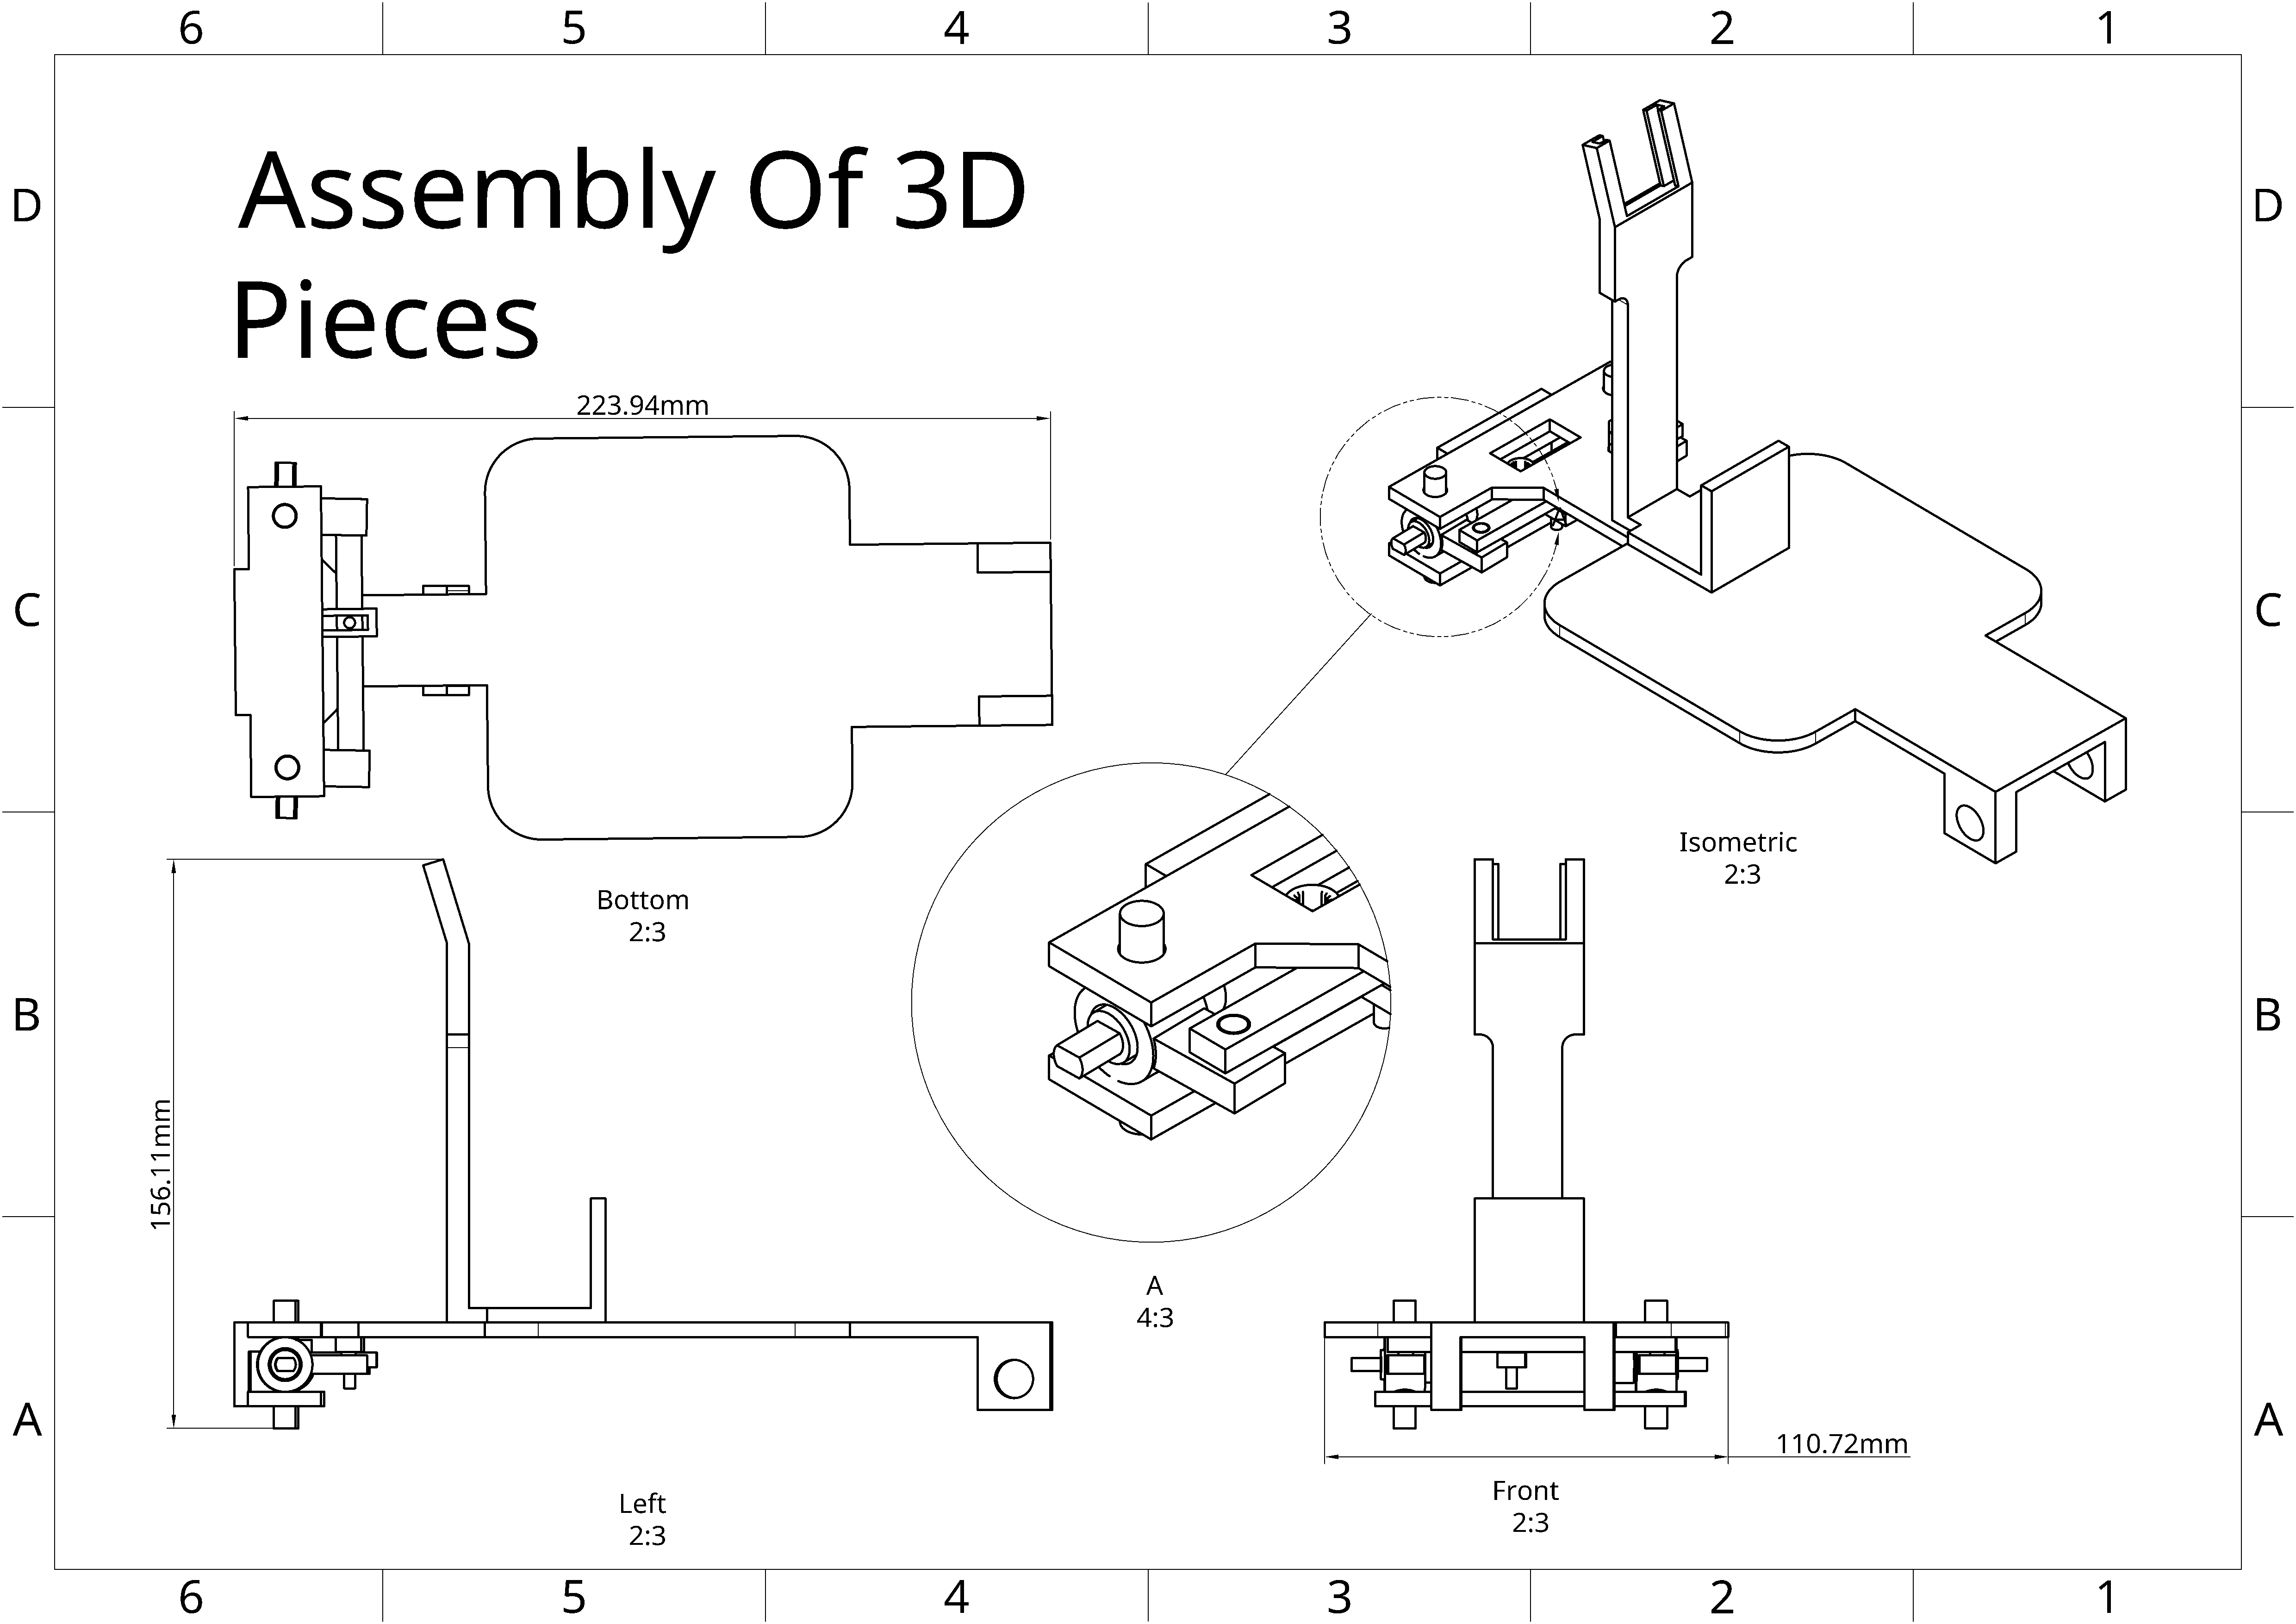 6 5 4 3 2 1
Assembly Of 3D
Pieces
D D
223.94mm
C C
Isometric
2:3
Bottom
2:3
B B
156.11mm
A
4:3
A A
110.72mm
Front
2:3
Left
2:3
6 5 4 3 2 1